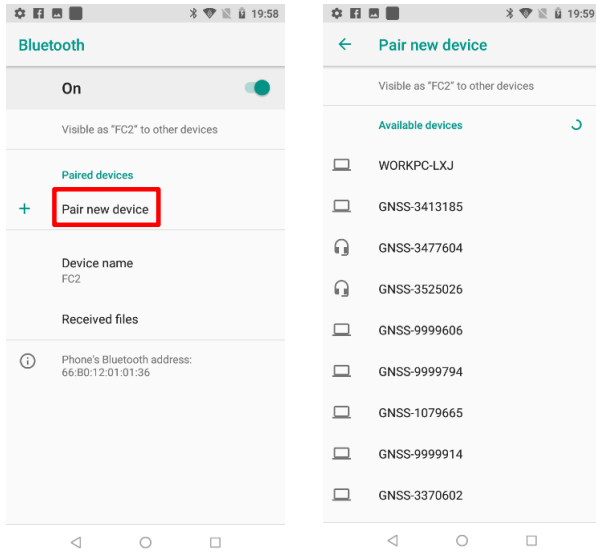 19:58
Bluetooth
On
Visible as "FC2" to other devices
Paired devices
Pair new device
Device name
FC2
Received files
Phone's Bluetooth address:
66:B0:12:01:01:36
19:59
Pair new device
Visible as "FC2" to other devices
Available devices
WORKPC-LXJ
GNSS-3413185
GNSS-3477604
GNSS-3525026
GNSS-9999606
GNSS-9999794
GNSS-1079665
GNSS-9999914
GNSS-3370602